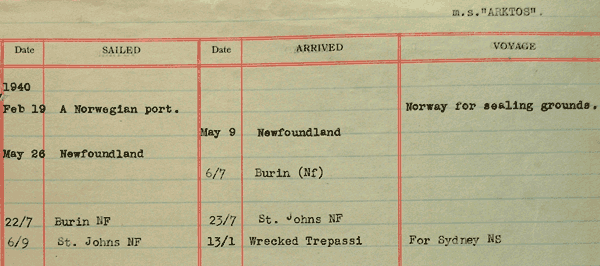 m.s."ARKTOS".
Date SAILED Date ARRIVED VOYAGE
1940
Feb 19 A Norwegian port. Norway for sealing grounds.
May 9 Newfoundland
May 26 Newfoundland
6/7 Burin (Nf)
22/7 Burin NF 23/7 St. Johns NF
6/9 St. Johns NF 13/1 Wrecked Trepassi For Sydney NS